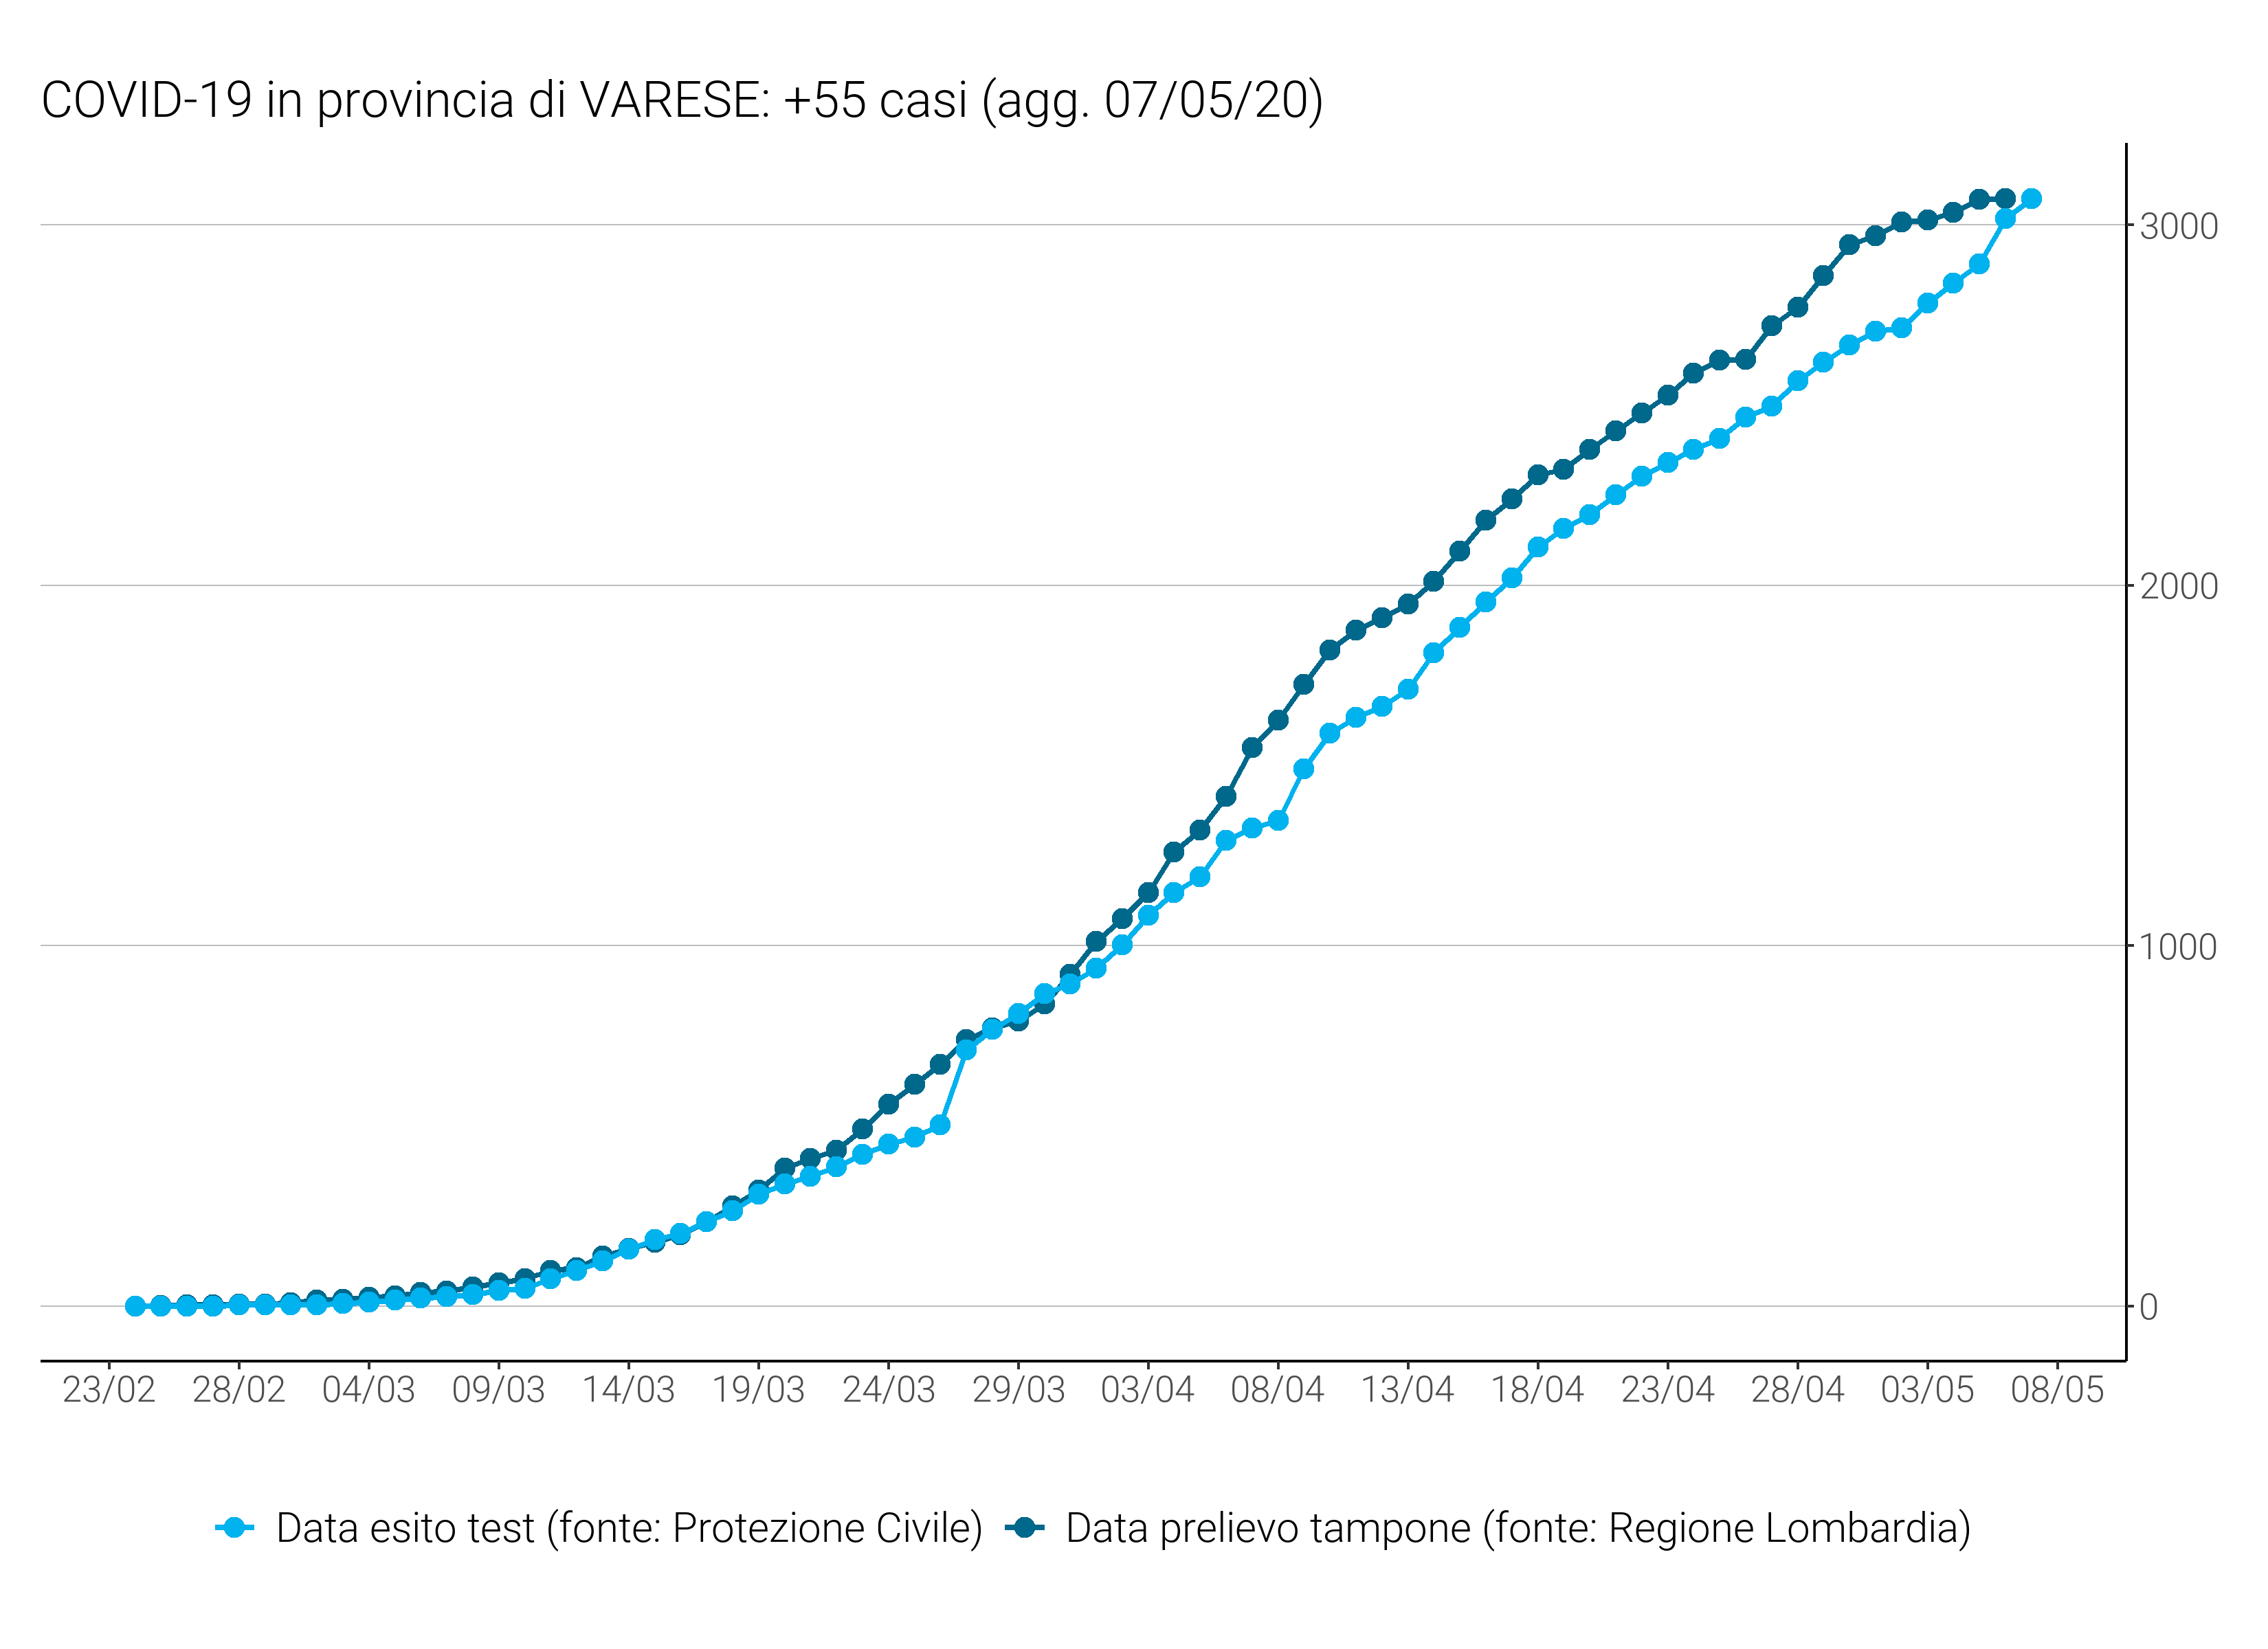 COVID-19 in provincia di VARESE: +55 casi (agg. 07/05/20)
3000
2000
1000
0
23/02 28/02 04/03 09/03 14/03 19/03 24/03 29/03 03/04 08/04 13/04 18/04 23/04 28/04 03/05 08/05
Data esito test (fonte: Protezione Civile) Data prelievo tampone (fonte: Regione Lombardia)